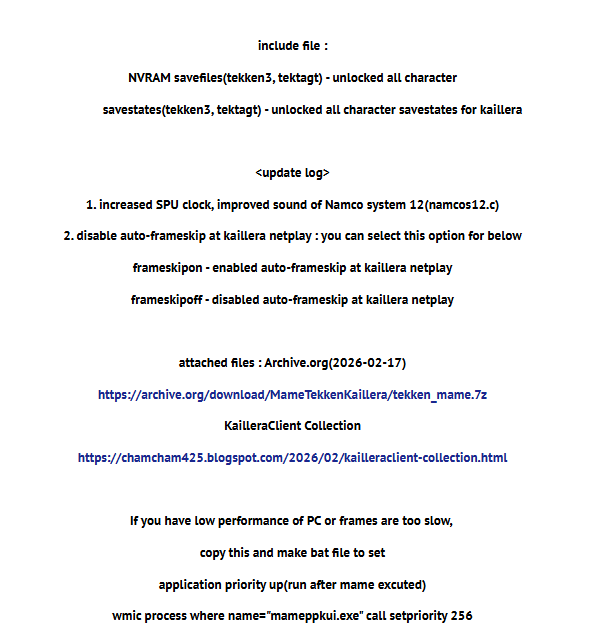 include file :
NVRAM savefiles(tekken3, tektagt) - unlocked all character
savestates(tekken3, tektagt) - unlocked all character savestates for kaillera
<update log>
1. increased SPU clock, improved sound of Namco system 12(namcos12.c)
2. disable auto-frameskip at kaillera netplay : you can select this option for below
frameskipon - enabled auto-frameskip at kaillera netplay
frameskipoff - disabled auto-frameskip at kaillera netplay
attached files : Archive.org(2026-02-17)
https://archive.org/download/MameTekkenKaillera/tekken_mame.7z
KailleraClient Collection
https://chamcham425.blogspot.com/2026/02/kailleraclient-collection.html
If you have low performance of PC or frames are too slow,
copy this and make bat file to set
application priority up(run after mame excuted)
wmic process where name="mameppkui.exe" call setpriority 256